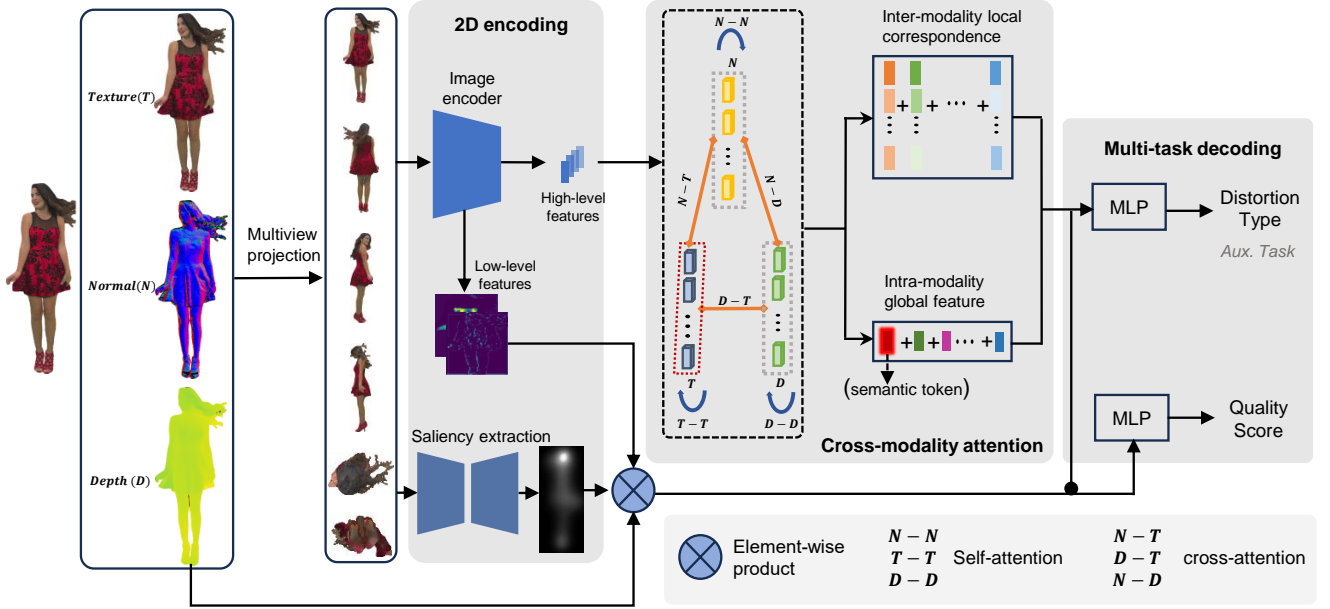 Texture(T)
Normal(N)
Depth (D)
Multiview
projection
2D encoding
Image
encoder
High-level
features
Low-level
features
Saliency extraction
N − N
N
N − T
N − D
D − T
T
D
T − T
D − D
Cross-modality attention
Inter-modality local
correspondence
+ + ··· +
Intra-modality
global feature
+ + ··· +
(semantic token)
Multi-task decoding
MLP
Distortion
Type
Aux. Task
MLP
Quality
Score
Element-wise
product
N − N
T − T
D − D
Self-attention
N − T
D − T
N − D
cross-attention